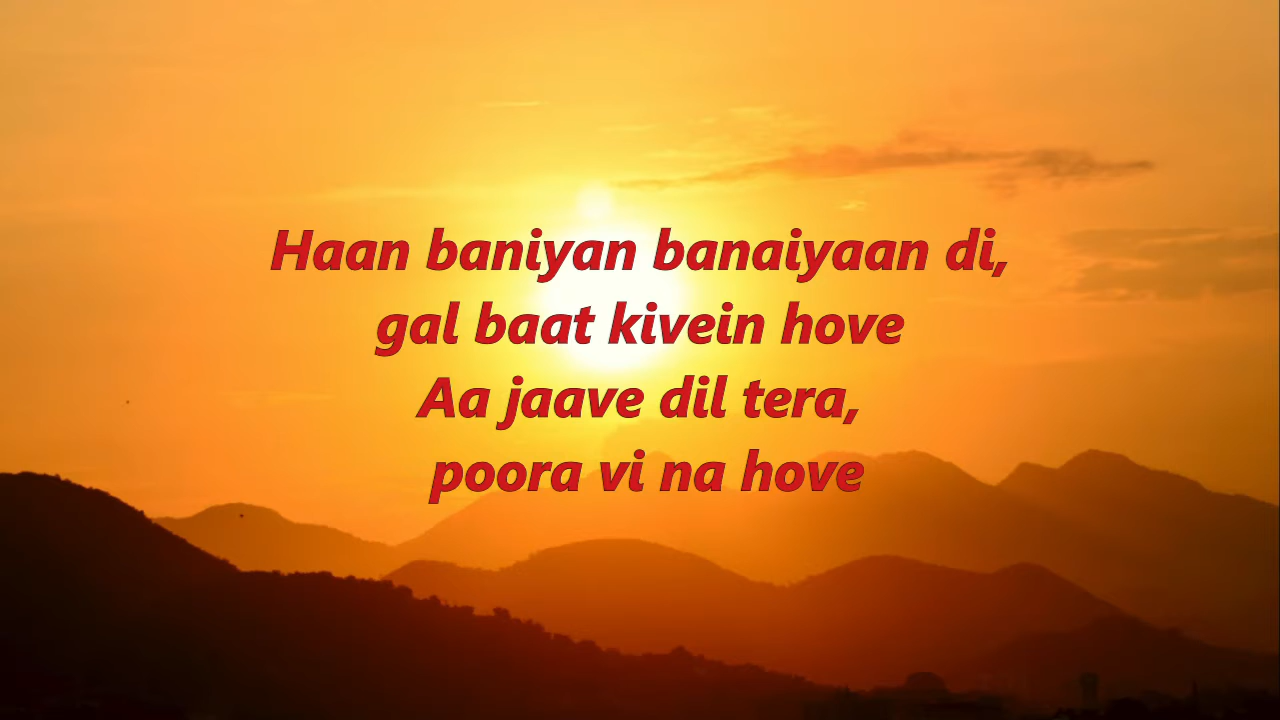 Haan baniyan banaiyaan di,
gal baat kivein hove
Aa jaave dil tera,
poora vi na hove